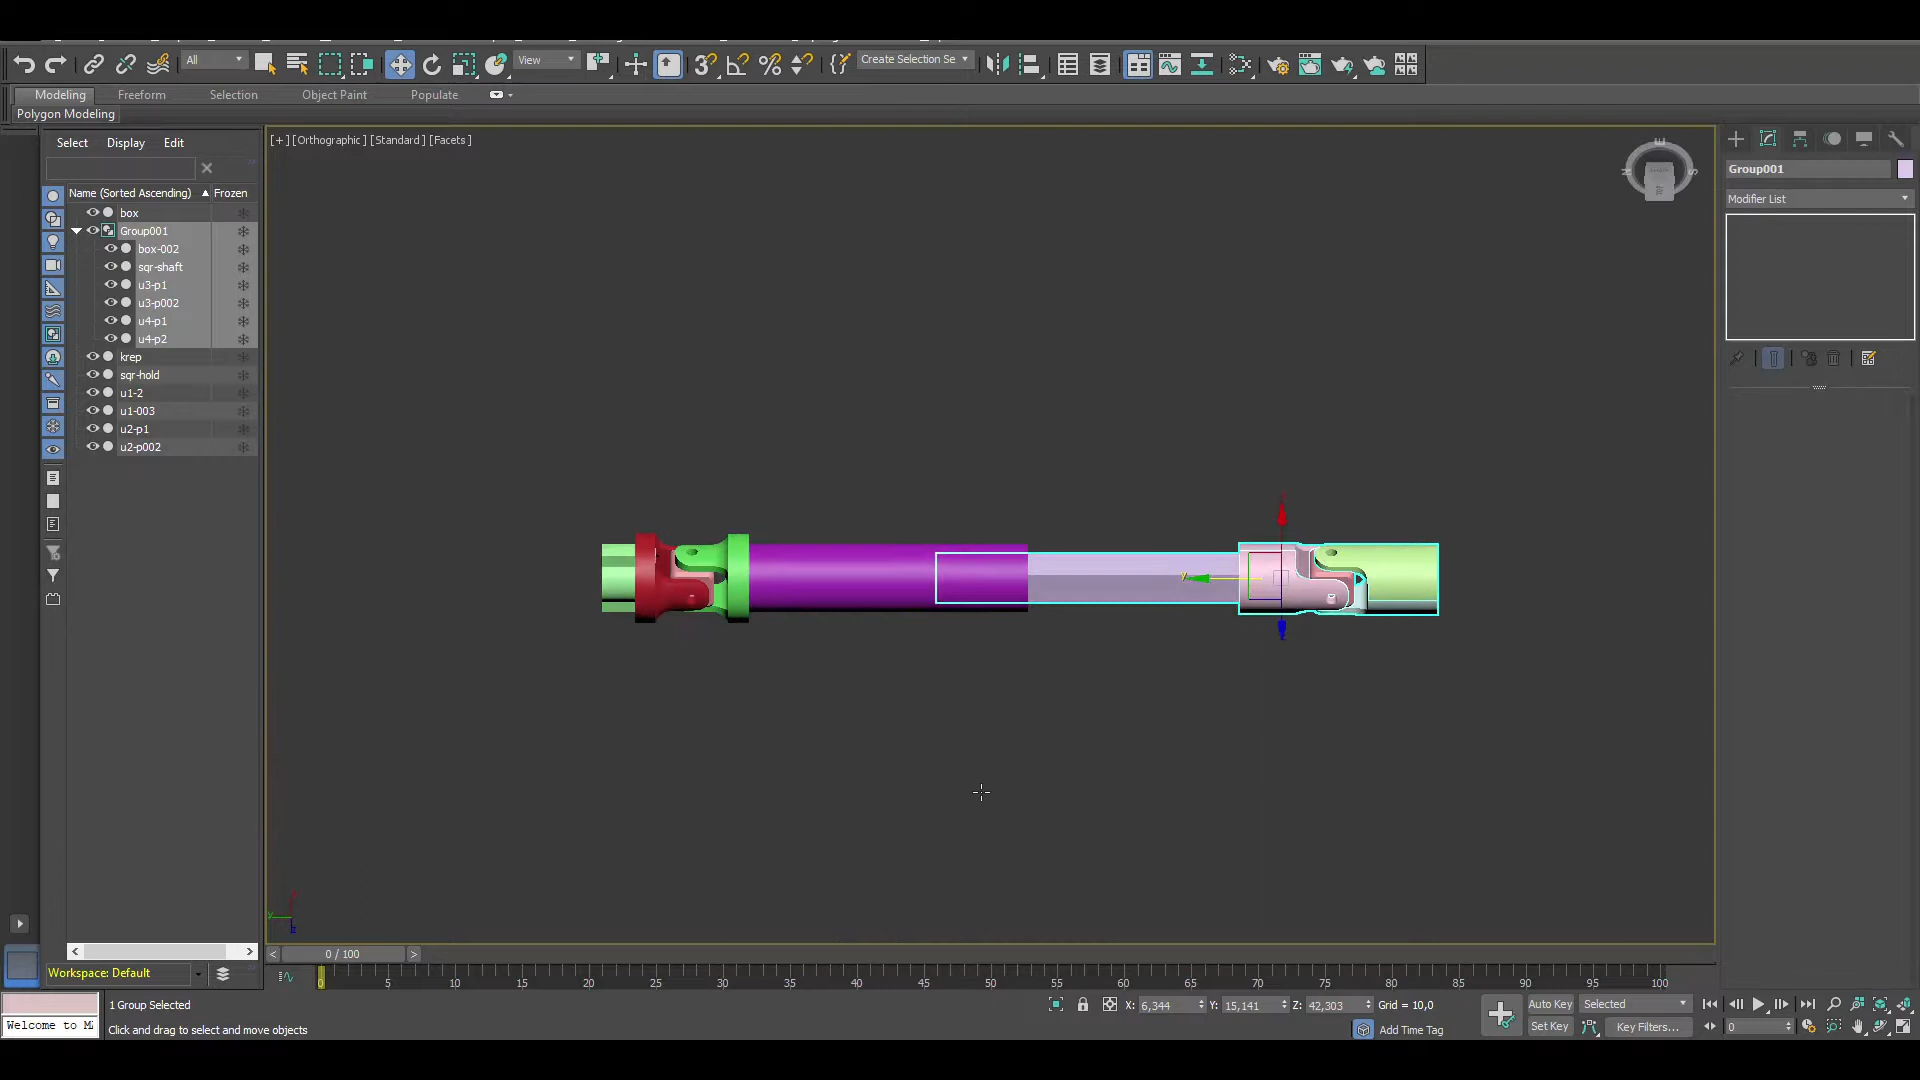 All
View
Create Selection Se
Modeling
Freeform
Selection
Object Paint
Populate
Polygon Modeling
Select
Display
Edit
[+] [Orthographic ] [Standard ] [Facets ]
Group001
Modifier List
Name (Sorted Ascending)
Frozen
box
Group001
box-002
sqr-shaft
u3-p1
u3-p002
u4-p1
u4-p2
krep
sqr-hold
u1-2
u1-003
u2-p1
u2-p002
y
0 / 100
Workspace: Default
0 5 10 15 20 25 30 35 40 45 50 55 60 65 70 75 80 85 90 95 100
1 Group Selected
X: 6,344
Y: 15,141
Z: 42,303
Grid = 10,0
Auto Key
Selected
Welcome to M
Click and drag to select and move objects
Add Time Tag
Set Key
Key Filters...
0